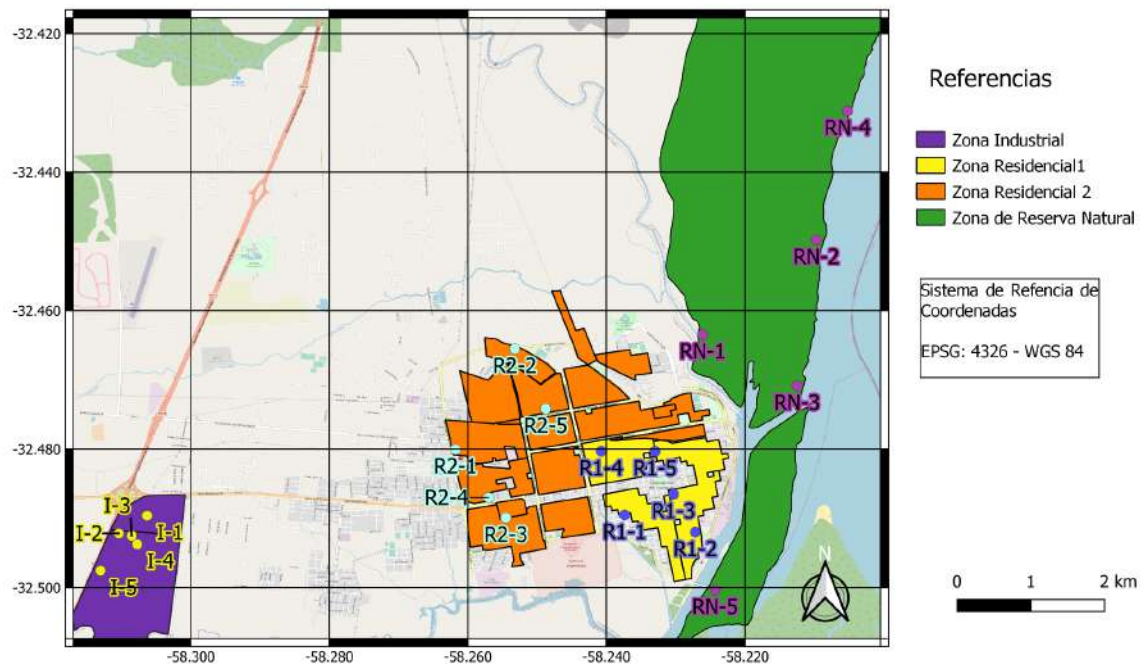 -32.420
-32.440
-32.460
-32.480
-32.500
-58.300
-58.280
-58.260
-58.240
-58.220
RN-4
RN-2
RN-1
RN-3
RN-5
R2-2
R2-5
R2-1
R2-4
R2-3
R1-4
R1-5
R1-3
R1-1
R1-2
I-3
I-2
I-1
I-4
I-5
N
Referencias
Zona Industrial
Zona Residencial1
Zona Residencial 2
Zona de Reserva Natural
Sistema de Refencia de
Coordenadas
EPSG: 4326 - WGS 84
0 1 2 km